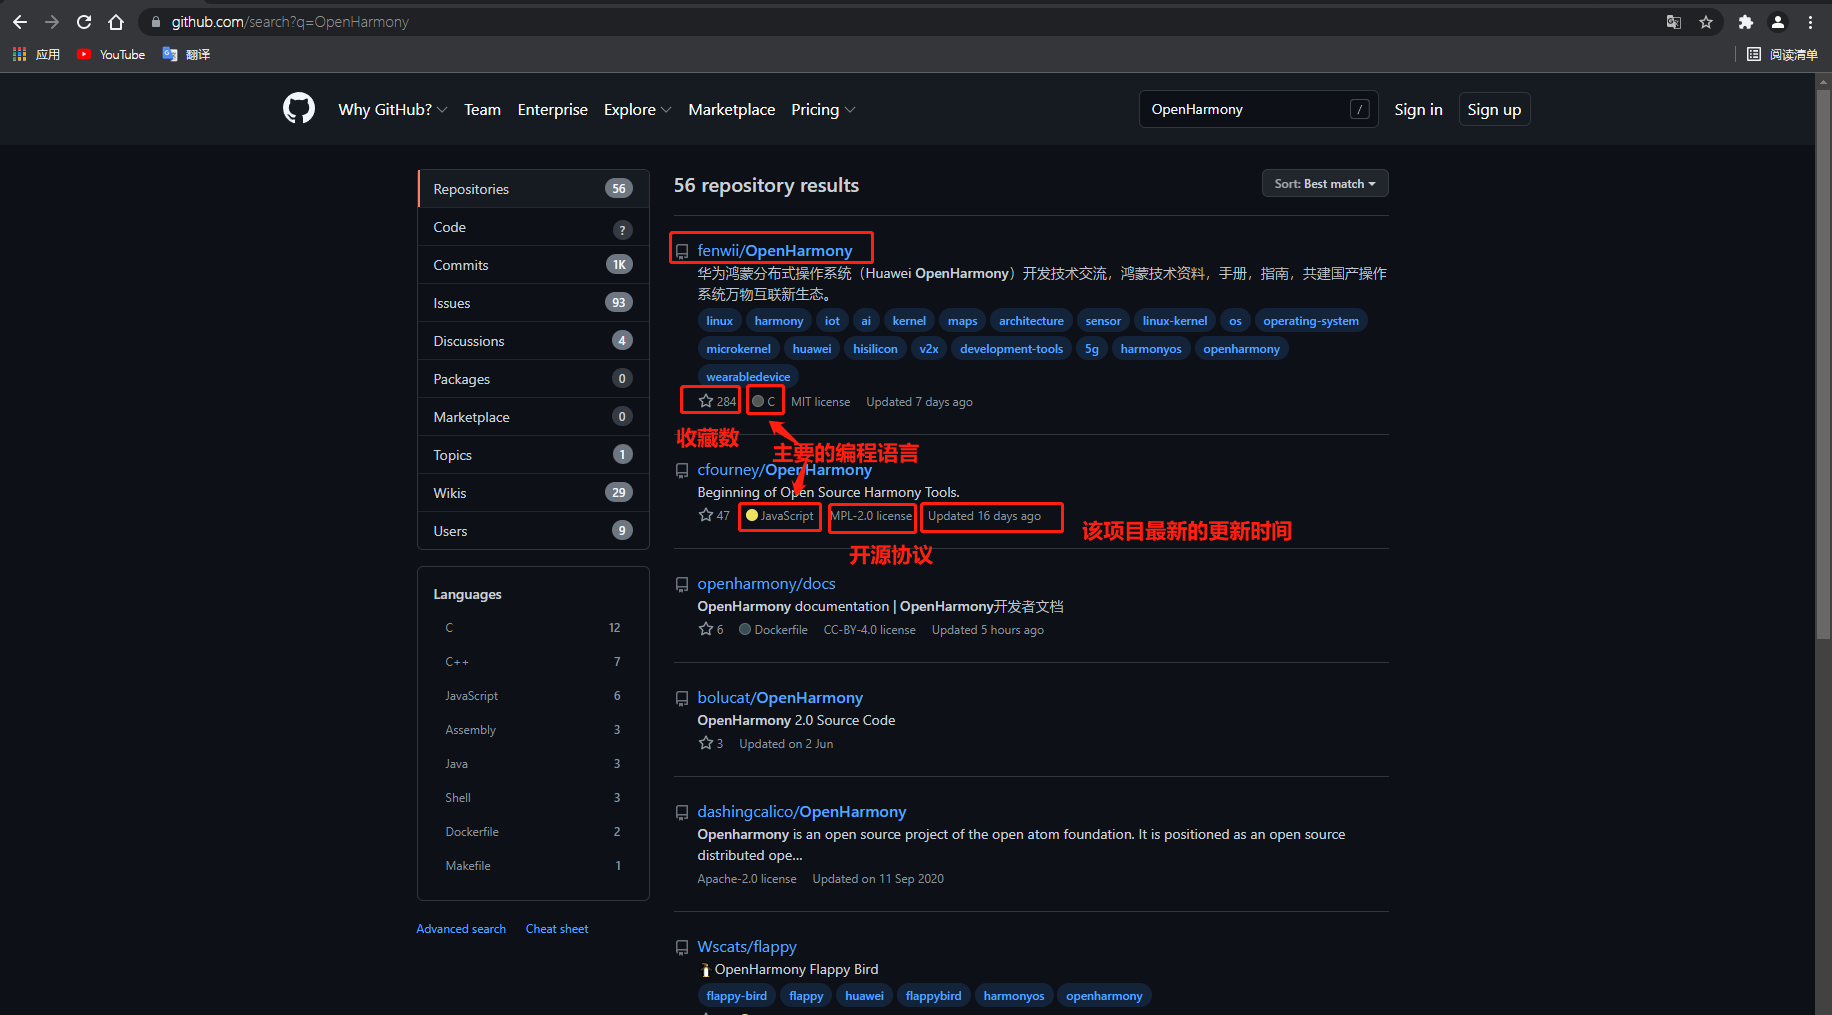 github.com/search?q=OpenHarmony
应用 YouTube 翻译 阅读清单
Why GitHub? Team Enterprise Explore Marketplace Pricing OpenHarmony / Sign in Sign up
Repositories 56
Code ?
Commits 1K
Issues 93
Discussions 4
Packages 0
Marketplace 0
Topics 1
Wikis 29
Users 9
Languages
C 12
C++ 7
JavaScript 6
Assembly 3
Java 3
Shell 3
Dockerfile 2
Makefile 1
Advanced search Cheat sheet
56 repository results Sort: Best match
fenwii/OpenHarmony
华为鸿蒙分布式操作系统（Huawei OpenHarmony）开发技术交流，鸿蒙技术资料，手册，指南，共建国产操作
系统万物互联新生态。
linux harmony iot ai kernel maps architecture sensor linux-kernel os operating-system
microkernel huawei hisilicon v2x development-tools 5g harmonyos openharmony
wearabledevice
284 C MIT license Updated 7 days ago
收藏数
主要的编程语言
cfourney/OpenHarmony
Beginning of Open Source Harmony Tools.
47 JavaScript MPL-2.0 license Updated 16 days ago
该项目最新的更新时间
开源协议
openharmony/docs
OpenHarmony documentation | OpenHarmony开发者文档
6 Dockerfile CC-BY-4.0 license Updated 5 hours ago
bolucat/OpenHarmony
OpenHarmony 2.0 Source Code
3 Updated on 2 Jun
dashingcalico/OpenHarmony
Openharmony is an open source project of the open atom foundation. It is positioned as an open source
distributed ope...
Apache-2.0 license Updated on 11 Sep 2020
Wscats/flappy
OpenHarmony Flappy Bird
flappy-bird flappy huawei flappybird harmonyos openharmony